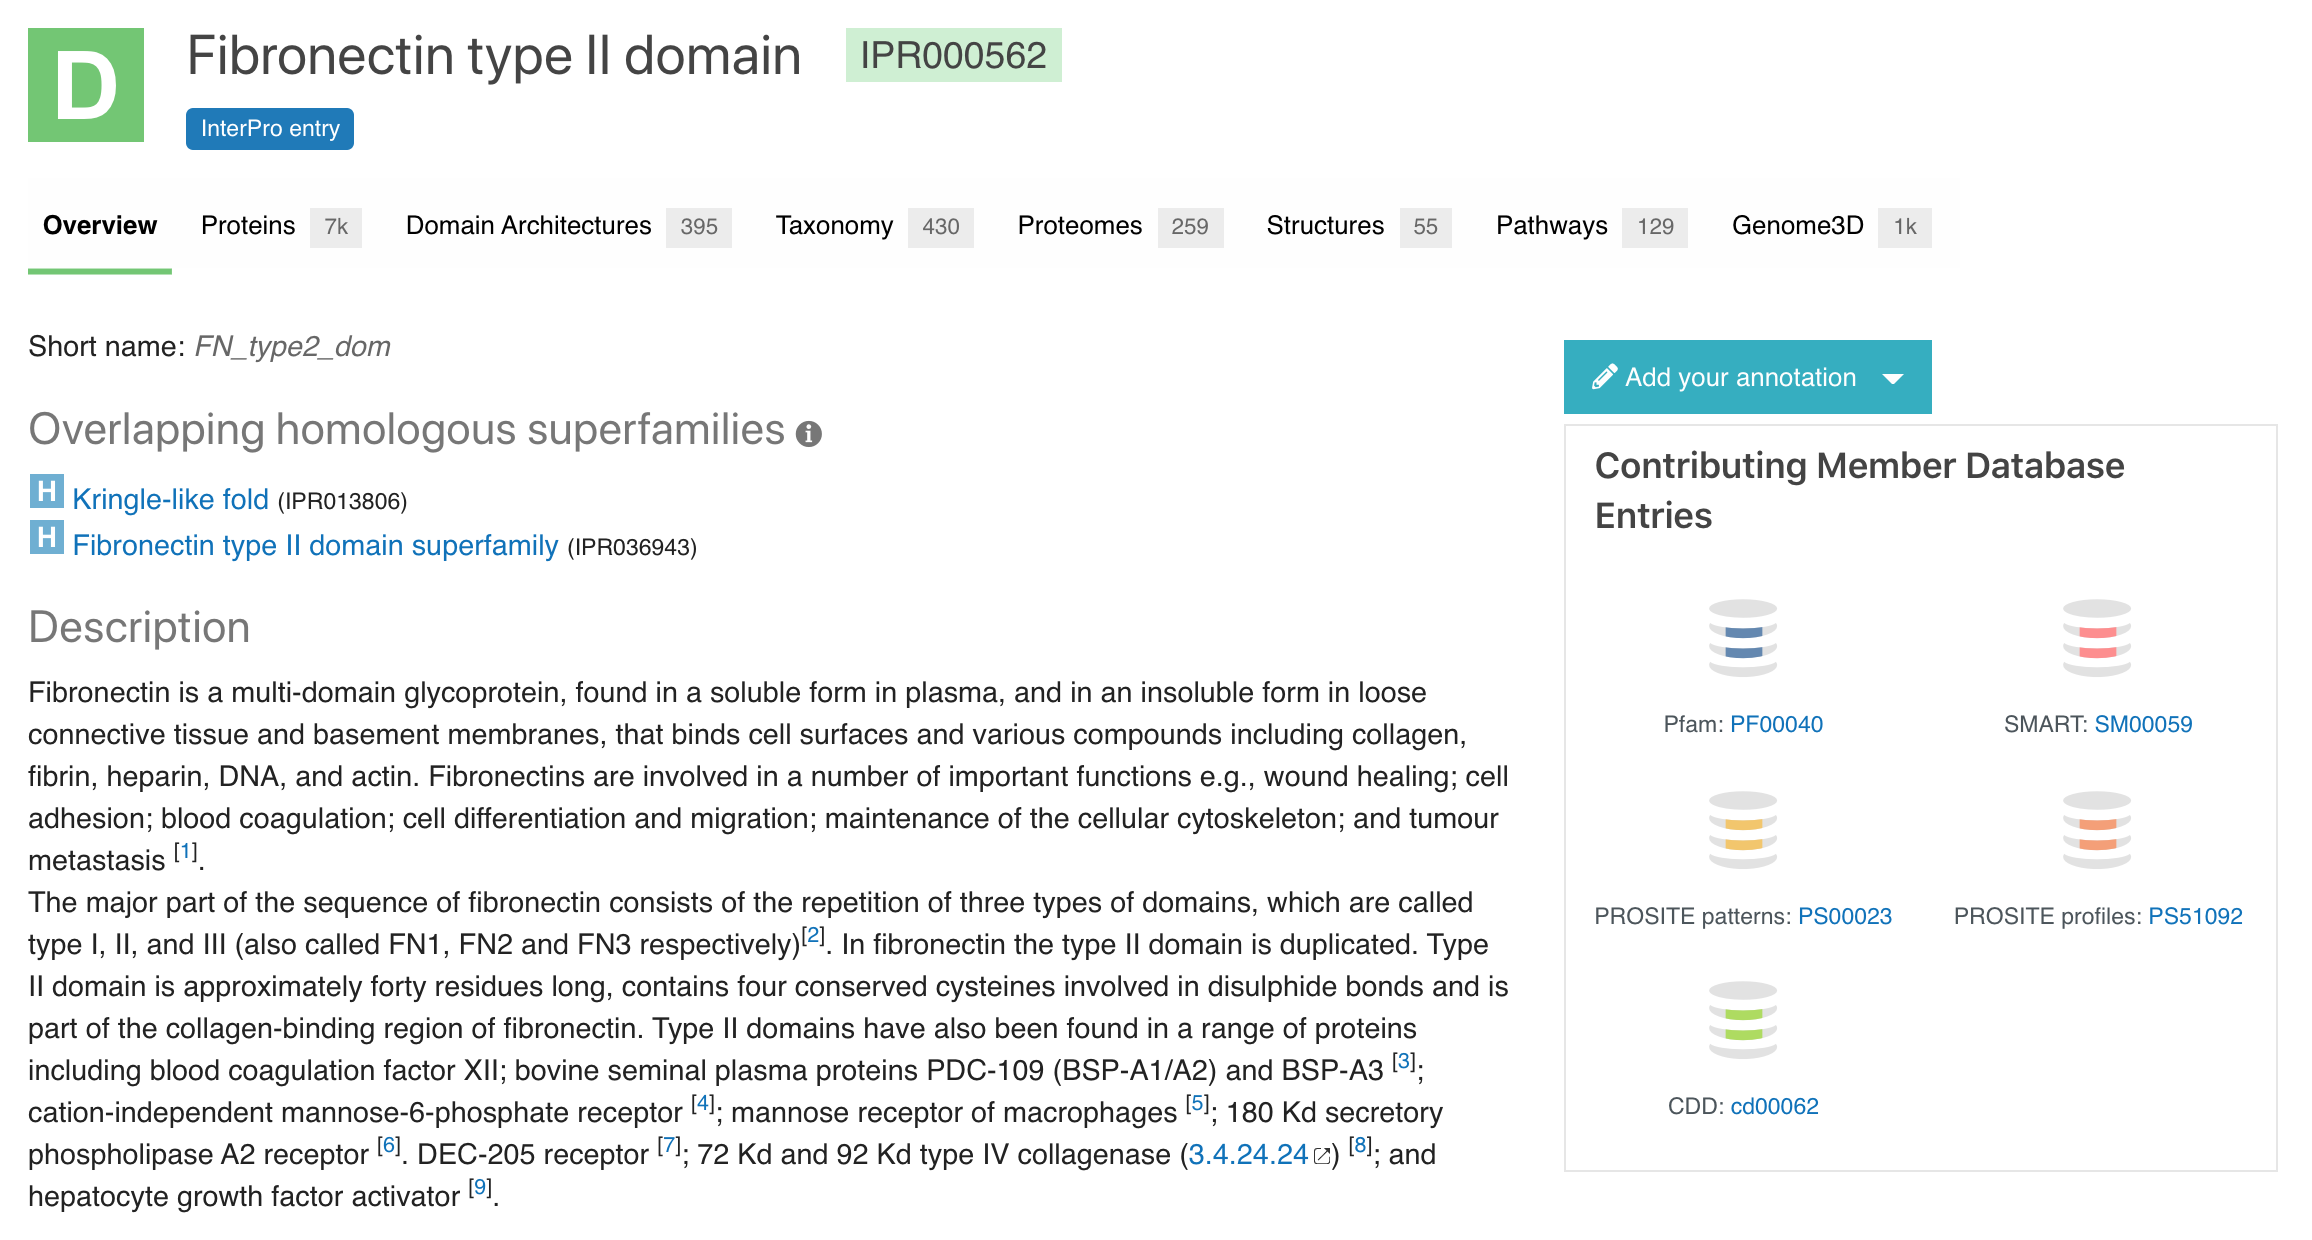 D
Fibronectin type II domain IPR000562
InterPro entry
Overview Proteins 7k Domain Architectures 395 Taxonomy 430 Proteomes 259 Structures 55 Pathways 129 Genome3D 1k
Short name: FN_type2_dom
Overlapping homologous superfamilies
H Kringle-like fold (IPR013806)
H Fibronectin type II domain superfamily (IPR036943)
Description
Fibronectin is a multi-domain glycoprotein, found in a soluble form in plasma, and in an insoluble form in loose
connective tissue and basement membranes, that binds cell surfaces and various compounds including collagen,
fibrin, heparin, DNA, and actin. Fibronectins are involved in a number of important functions e.g., wound healing; cell
adhesion; blood coagulation; cell differentiation and migration; maintenance of the cellular cytoskeleton; and tumour
metastasis [1].
The major part of the sequence of fibronectin consists of the repetition of three types of domains, which are called
type I, II, and III (also called FN1, FN2 and FN3 respectively)[2]. In fibronectin the type II domain is duplicated. Type
II domain is approximately forty residues long, contains four conserved cysteines involved in disulphide bonds and is
part of the collagen-binding region of fibronectin. Type II domains have also been found in a range of proteins
including blood coagulation factor XII; bovine seminal plasma proteins PDC-109 (BSP-A1/A2) and BSP-A3 [3];
cation-independent mannose-6-phosphate receptor [4]; mannose receptor of macrophages [5]; 180 Kd secretory
phospholipase A2 receptor [6]. DEC-205 receptor [7]; 72 Kd and 92 Kd type IV collagenase (3.4.24.24) [8]; and
hepatocyte growth factor activator [9].
Add your annotation
Contributing Member Database
Entries
Pfam: PF00040
SMART: SM00059
PROSITE patterns: PS00023
PROSITE profiles: PS51092
CDD: cd00062